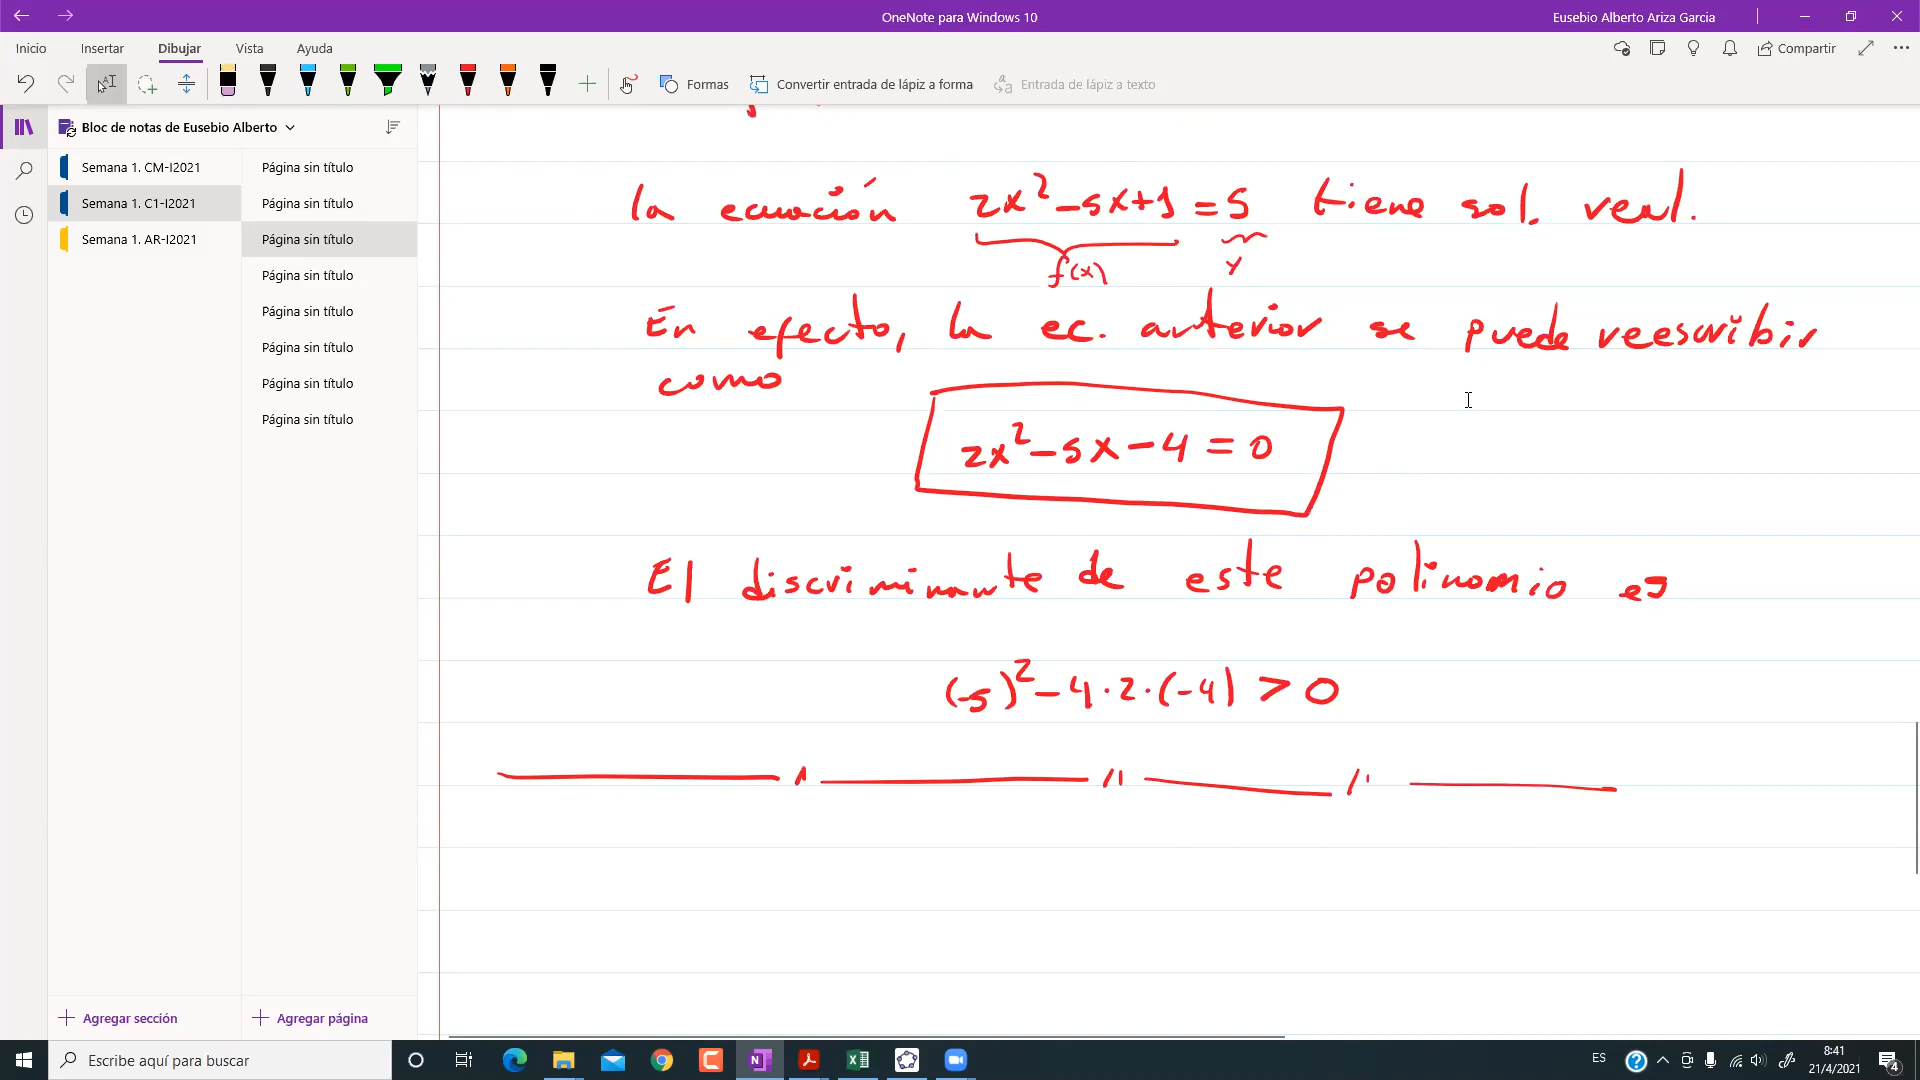 OneNote para Windows 10
Eusebio Alberto Ariza Garcia
Inicio Insertar Dibujar Vista Ayuda
Compartir
Formas
Convertir entrada de lápiz a forma
Entrada de lápiz a texto
Bloc de notas de Eusebio Alberto
Semana 1. CM-I2021
Semana 1. C1-I2021
Semana 1. AR-I2021
Página sin título
Página sin título
Página sin título
Página sin título
Página sin título
Página sin título
Página sin título
Página sin título
Agregar sección
Agregar página
la ecuación 2x²-5x+1 = 5 tiene sol. real.
f(x) y
En efecto, la ec. anterior se puede reescribir
como
2x²-5x-4=0
El discriminante de este polinomio es
(-5)²-4·2·(-4) > 0
Escribe aquí para buscar
ES
8:41
21/4/2021
4